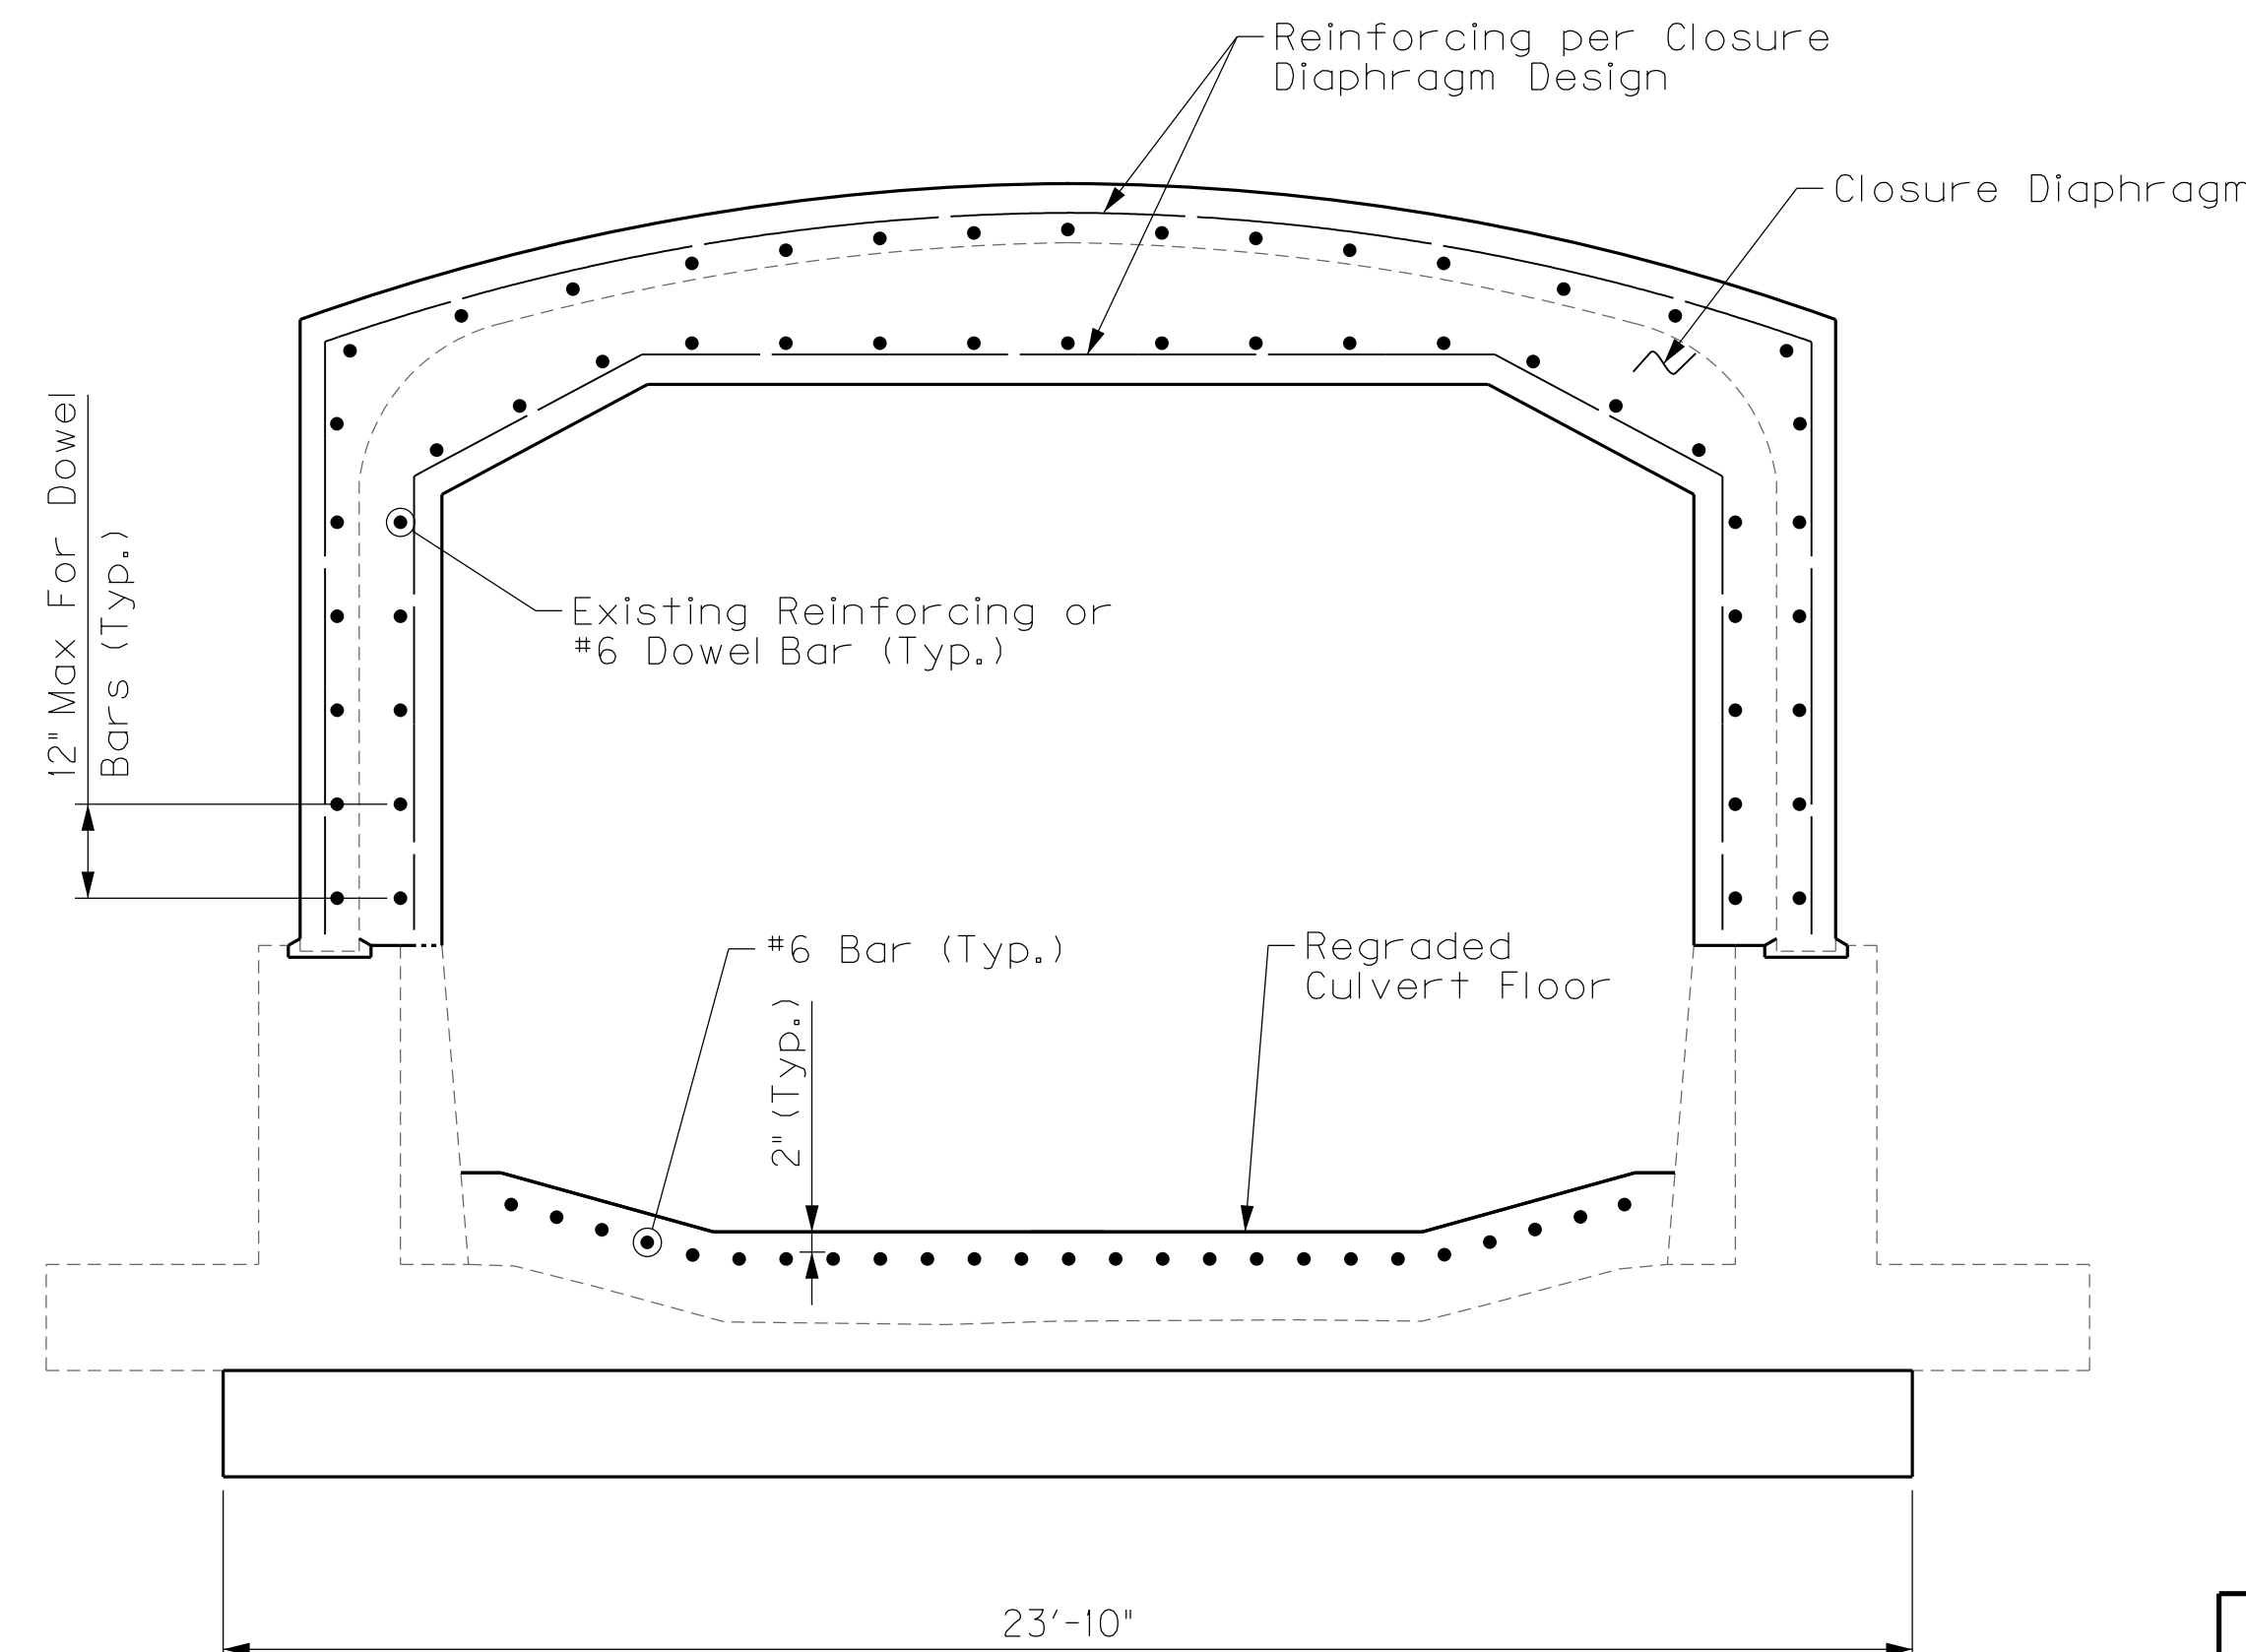 Reinforcing per Closure
Diaphragm Design
Closure Diaphragm
12" Max For Dowel
Bars (Typ.)
Existing Reinforcing or
#6 Dowel Bar (Typ.)
#6 Bar (Typ.)
2" (Typ.)
Regraded
Culvert Floor
23'-10"